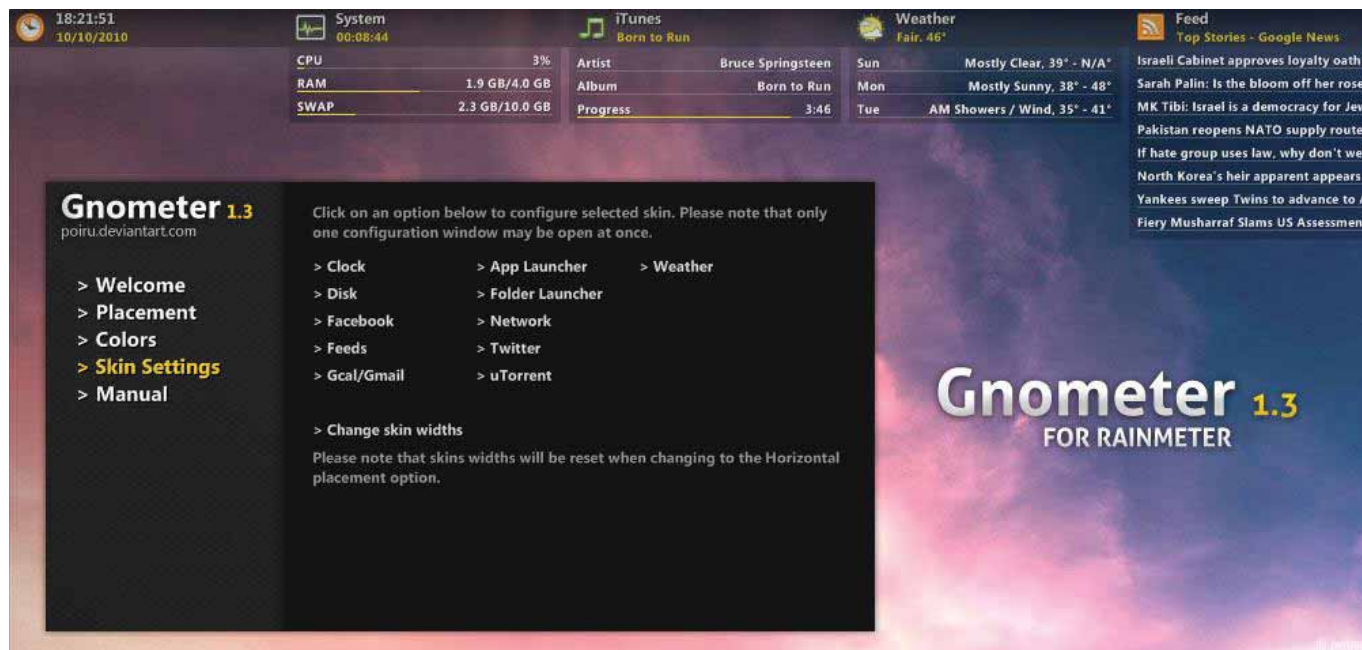 18:21:51
10/10/2010
System
00:08:44
CPU 3%
RAM 1.9 GB/4.0 GB
SWAP 2.3 GB/10.0 GB
iTunes
Born to Run
Artist Bruce Springsteen
Album Born to Run
Progress 3:46
Weather
Fair. 46°
Sun Mostly Clear, 39° - N/A°
Mon Mostly Sunny, 38° - 48°
Tue AM Showers / Wind, 35° - 41°
Feed
Top Stories - Google News
Israeli Cabinet approves loyalty oath
Sarah Palin: Is the bloom off her rose
MK Tibi: Israel is a democracy for Jew
Pakistan reopens NATO supply route
If hate group uses law, why don't we
North Korea's heir apparent appears
Yankees sweep Twins to advance to
Fiery Musharraf Slams US Assessmen
Gnometer 1.3
poiru.deviantart.com
> Welcome
> Placement
> Colors
> Skin Settings
> Manual
Click on an option below to configure selected skin. Please note that only
one configuration window may be open at once.
> Clock > App Launcher > Weather
> Disk > Folder Launcher
> Facebook > Network
> Feeds > Twitter
> Gcal/Gmail > uTorrent
> Change skin widths
Please note that skins widths will be reset when changing to the Horizontal
placement option.
Gnometer 1.3
FOR RAINMETER